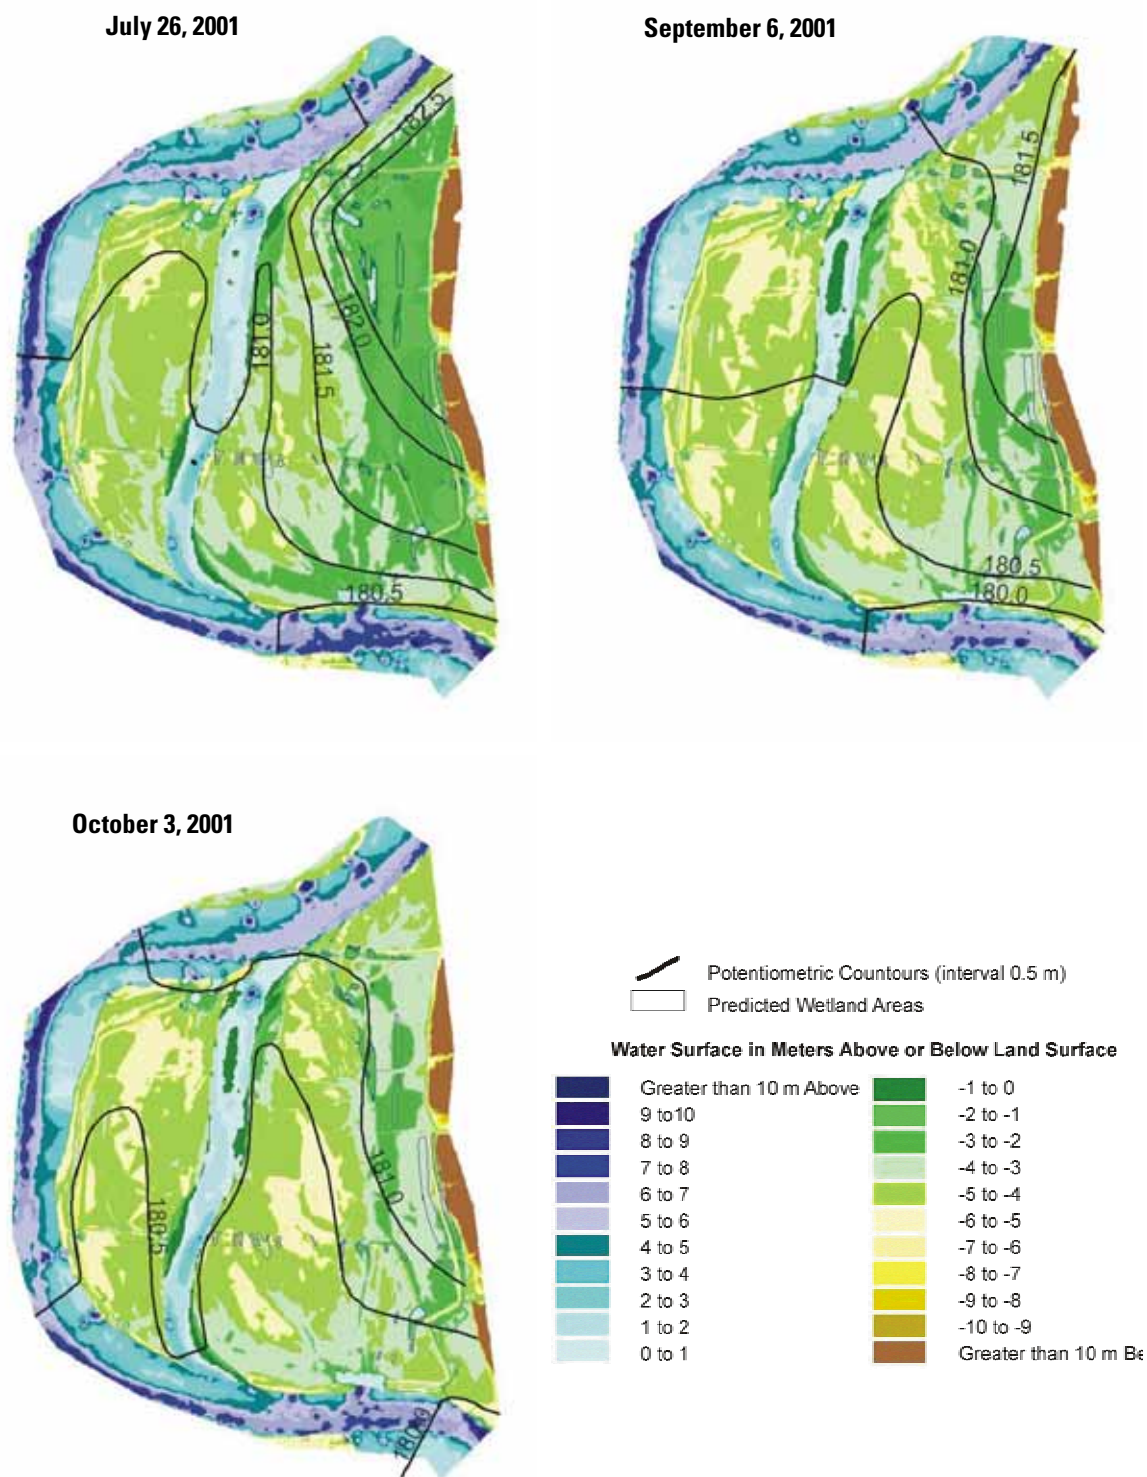 July 26, 2001
September 6, 2001
182.5
182.0
181.0
181.5
180.5
181.5
181.0
180.5
180.0
October 3, 2001
181.0
180.5
180.0
Potentiometric Countours (interval 0.5 m)
Predicted Wetland Areas
Water Surface in Meters Above or Below Land Surface
Greater than 10 m Above
9 to10
8 to 9
7 to 8
6 to 7
5 to 6
4 to 5
3 to 4
2 to 3
1 to 2
0 to 1
-1 to 0
-2 to -1
-3 to -2
-4 to -3
-5 to -4
-6 to -5
-7 to -6
-8 to -7
-9 to -8
-10 to -9
Greater than 10 m Be